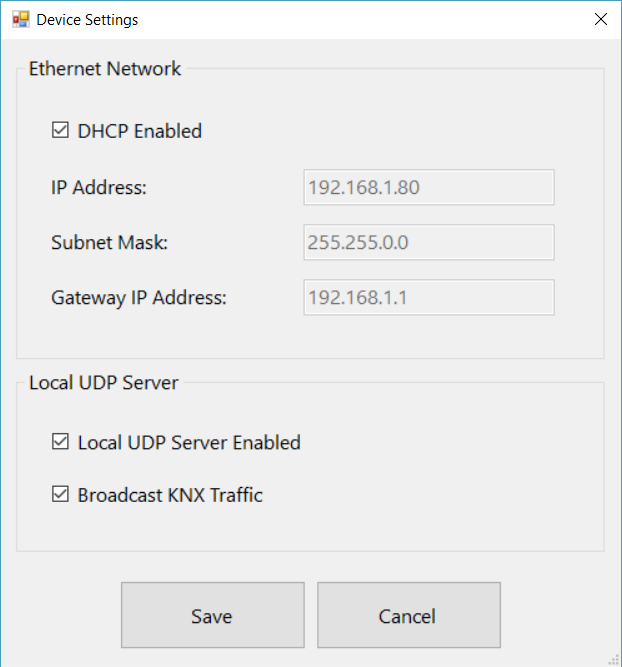 Device Settings
Ethernet Network
DHCP Enabled
IP Address: 192.168.1.80
Subnet Mask: 255.255.0.0
Gateway IP Address: 192.168.1.1
Local UDP Server
Local UDP Server Enabled
Broadcast KNX Traffic
Save Cancel